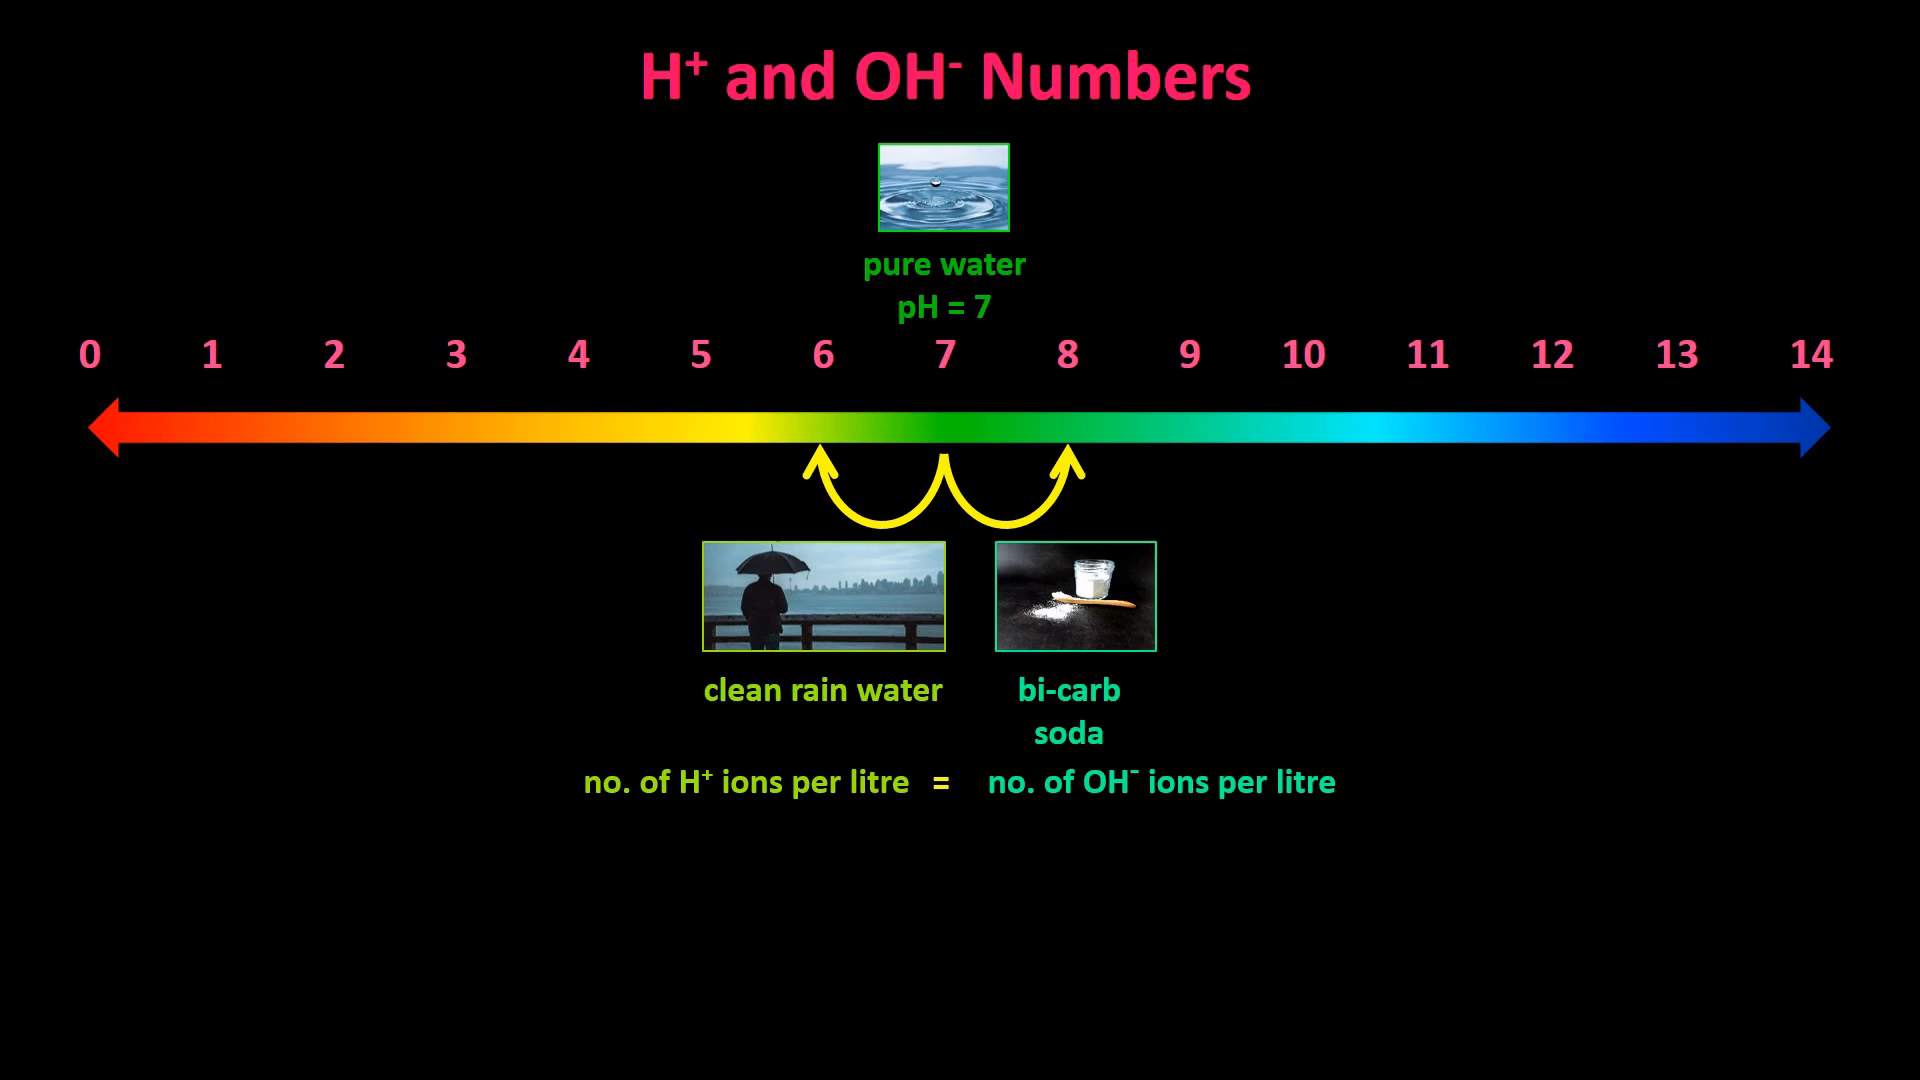 H⁺ and OH⁻ Numbers
pure water
pH = 7
0 1 2 3 4 5 6 7 8 9 10 11 12 13 14
clean rain water
bi-carb
soda
no. of H⁺ ions per litre = no. of OH⁻ ions per litre